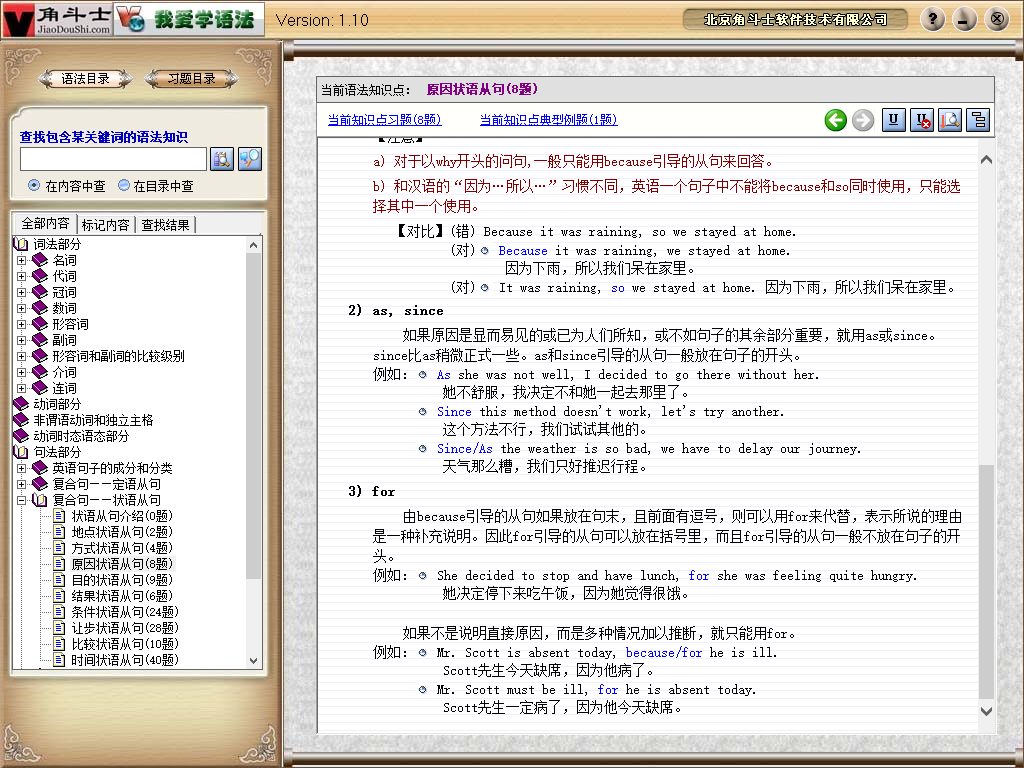 角斗士
JiaoDouShi.com
我爱学语法
Version: 1.10
北京角斗士软件技术有限公司
语法目录
习题目录
查找包含某关键词的语法知识
在内容中查 在目录中查
全部内容 标记内容 查找结果
词法部分
名词
代词
冠词
数词
形容词
副词
形容词和副词的比较级别
介词
连词
动词部分
非谓语动词和独立主格
动词时态语态部分
句法部分
英语句子的成分和分类
复合句——定语从句
复合句——状语从句
状语从句介绍(0题)
地点状语从句(2题)
方式状语从句(4题)
原因状语从句(8题)
目的状语从句(9题)
结果状语从句(6题)
条件状语从句(24题)
让步状语从句(28题)
比较状语从句(10题)
时间状语从句(40题)
当前语法知识点： 原因状语从句(8题)
当前知识点习题(8题) 当前知识点典型例题(1题)
【注意】
a) 对于以why开头的问句,一般只能用because引导的从句来回答。
b) 和汉语的“因为…所以…”习惯不同，英语一个句子中不能将because和so同时使用，只能选
择其中一个使用。
【对比】(错) Because it was raining, so we stayed at home.
(对) Because it was raining, we stayed at home.
因为下雨，所以我们呆在家里。
(对) It was raining, so we stayed at home. 因为下雨，所以我们呆在家里。
2) as, since
如果原因是显而易见的或已为人们所知，或不如句子的其余部分重要，就用as或since。
since比as稍微正式一些。as和since引导的从句一般放在句子的开头。
例如： As she was not well, I decided to go there without her.
她不舒服，我决定不和她一起去那里了。
Since this method doesn't work, let's try another.
这个方法不行，我们试试其他的。
Since/As the weather is so bad, we have to delay our journey.
天气那么糟，我们只好推迟行程。
3) for
由because引导的从句如果放在句末，且前面有逗号，则可以用for来代替，表示所说的理由
是一种补充说明。因此for引导的从句可以放在括号里，而且for引导的从句一般不放在句子的开
头。
例如： She decided to stop and have lunch, for she was feeling quite hungry.
她决定停下来吃午饭，因为她觉得很饿。
如果不是说明直接原因，而是多种情况加以推断，就只能用for。
例如： Mr. Scott is absent today, because/for he is ill.
Scott先生今天缺席，因为他病了。
Mr. Scott must be ill, for he is absent today.
Scott先生一定病了，因为他今天缺席。